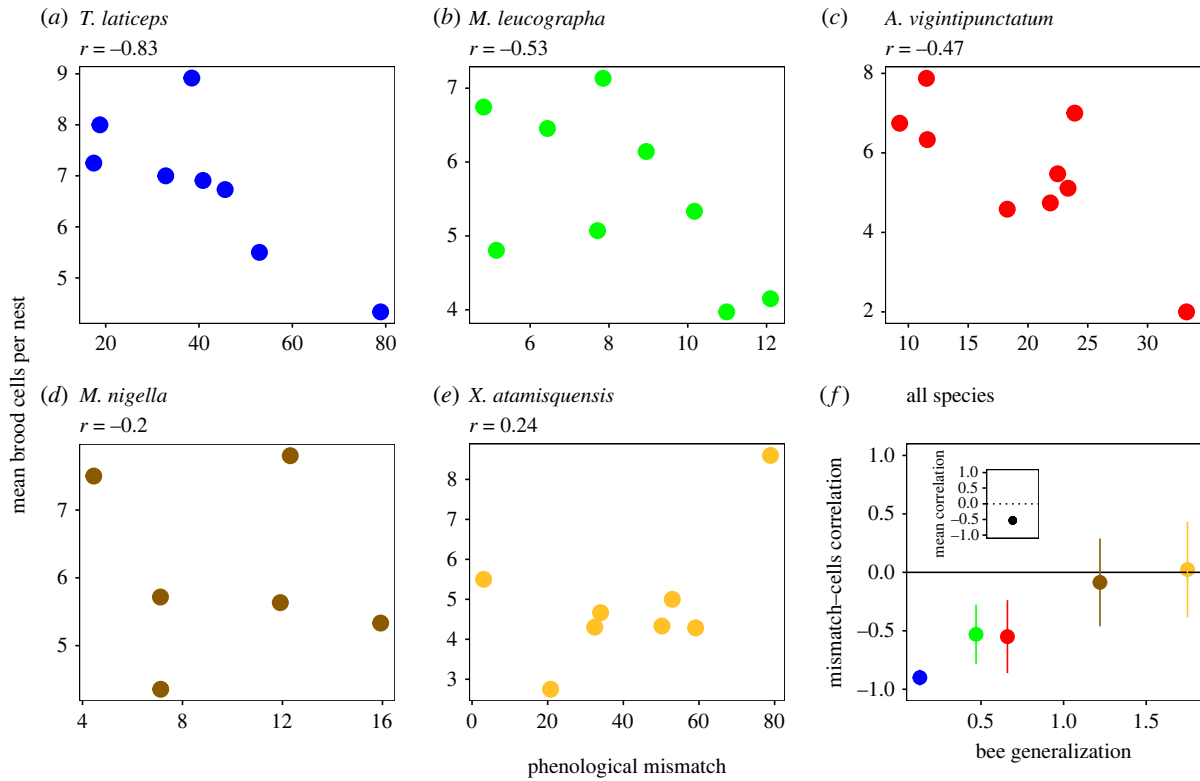 (a) T. laticeps
r = –0.83
(b) M. leucographa
r = –0.53
(c) A. vigintipunctatum
r = –0.47
9
8
7
6
5
20 40 60 80
7
6
5
4
6 8 10 12
8
6
4
2
10 15 20 25 30
mean brood cells per nest
(d) M. nigella
r = –0.2
(e) X. atamisquensis
r = 0.24
(f) all species
7
6
5
4 8 12 16
8
7
6
5
4
3
0 20 40 60 80
phenological mismatch
mismatch–cells correlation
1.0
0.5
0.0
–0.5
–1.0
mean correlation
1.0
0.5
0.0
–0.5
–1.0
0.5 1.0 1.5
bee generalization